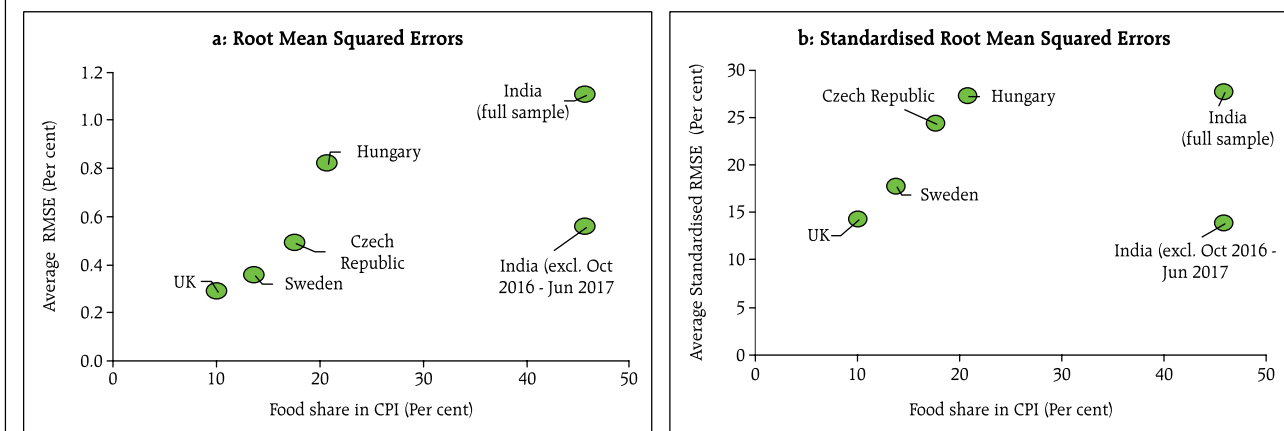 a: Root Mean Squared Errors
Average RMSE (Per cent)
1.2
1.0
0.8
0.6
0.4
0.2
0.0
India
(full sample)
Hungary
Czech
Republic
UK
Sweden
India (excl. Oct
2016 - Jun 2017
0
10
20
30
40
50
Food share in CPI (Per cent)
b: Standardised Root Mean Squared Errors
Average Standardised RMSE (Per cent)
30
25
20
15
10
5
0
Czech Republic
Hungary
India
(full sample)
Sweden
UK
India (excl. Oct 2016 -
Jun 2017
0
10
20
30
40
50
Food share in CPI (Per cent)